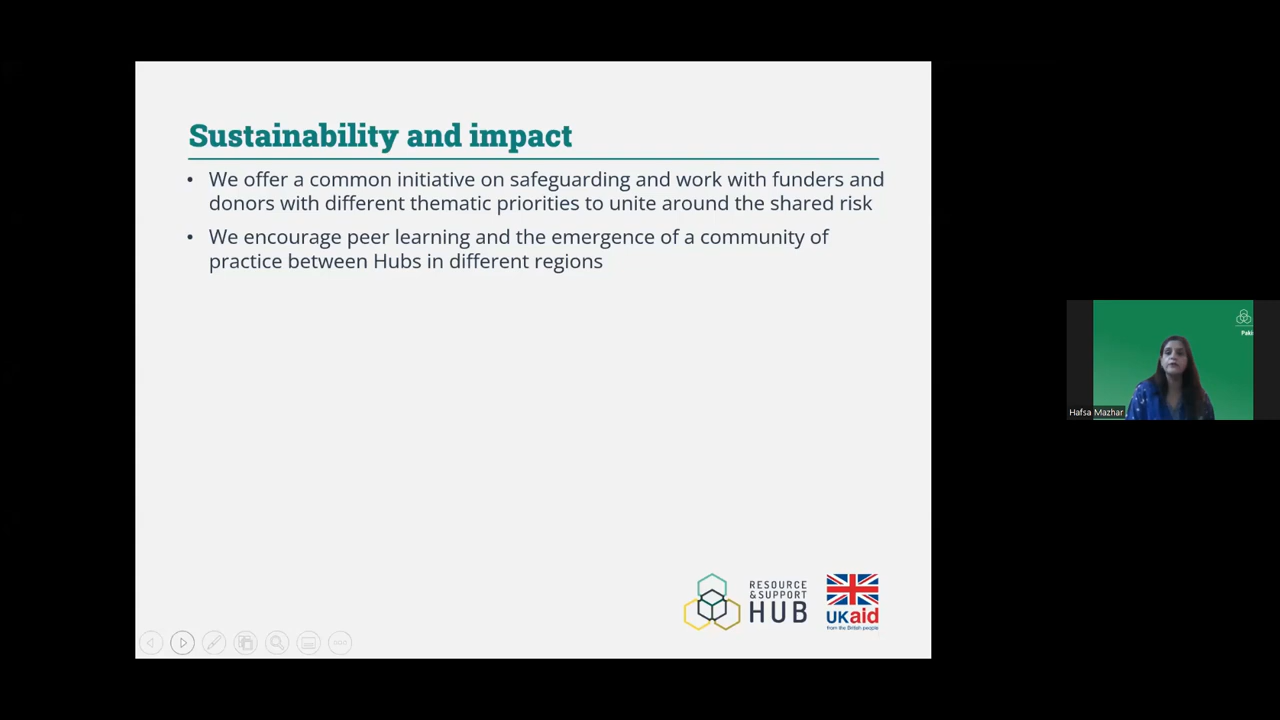 Sustainability and impact
• We offer a common initiative on safeguarding and work with funders and
donors with different thematic priorities to unite around the shared risk
• We encourage peer learning and the emergence of a community of
practice between Hubs in different regions
RESOURCE
& SUPPORT
HUB
UKaid
from the British people
Paki
Hafsa Mazhar